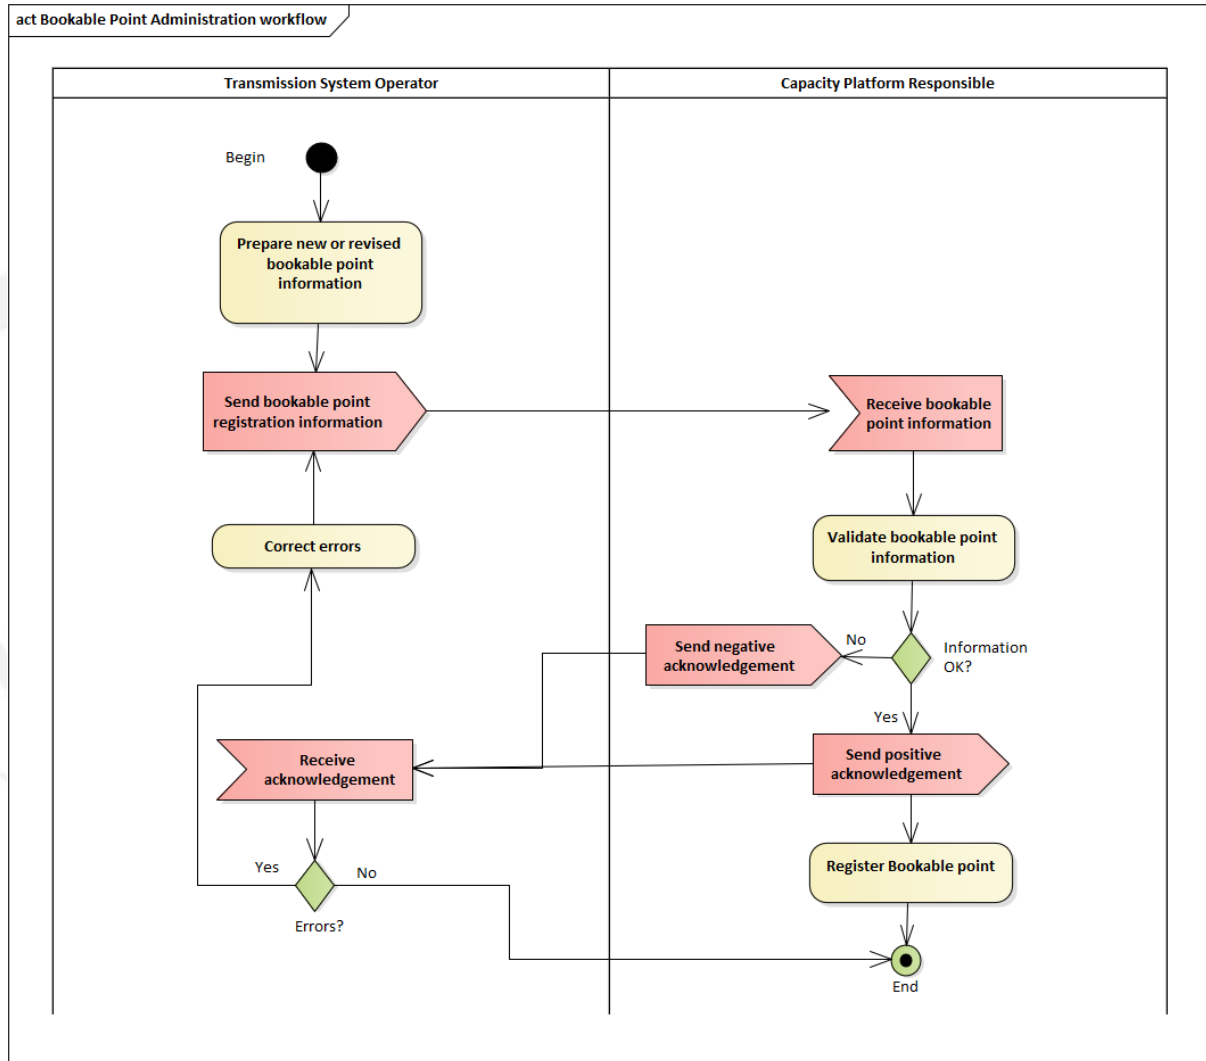 act Bookable Point Administration workflow
Transmission System Operator
Capacity Platform Responsible
Begin
Prepare new or revised
bookable point
information
Send bookable point
registration information
Receive bookable
point information
Correct errors
Validate bookable point
information
Send negative
acknowledgement
No
Information
OK?
Yes
Receive
acknowledgement
Send positive
acknowledgement
Yes
No
Errors?
Register Bookable point
End